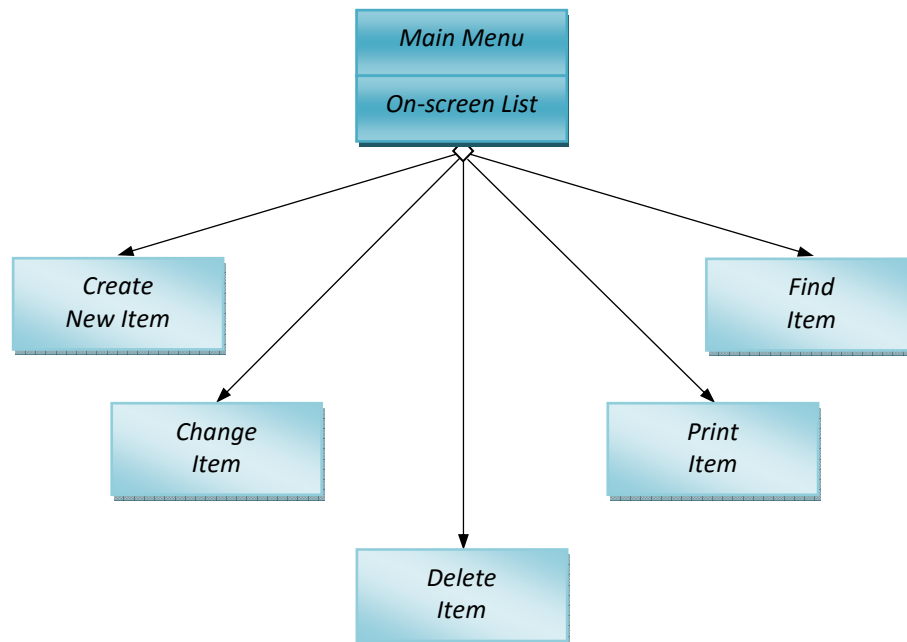 Main Menu
On-screen List
Create
New Item
Find
Item
Change
Item
Print
Item
Delete
Item